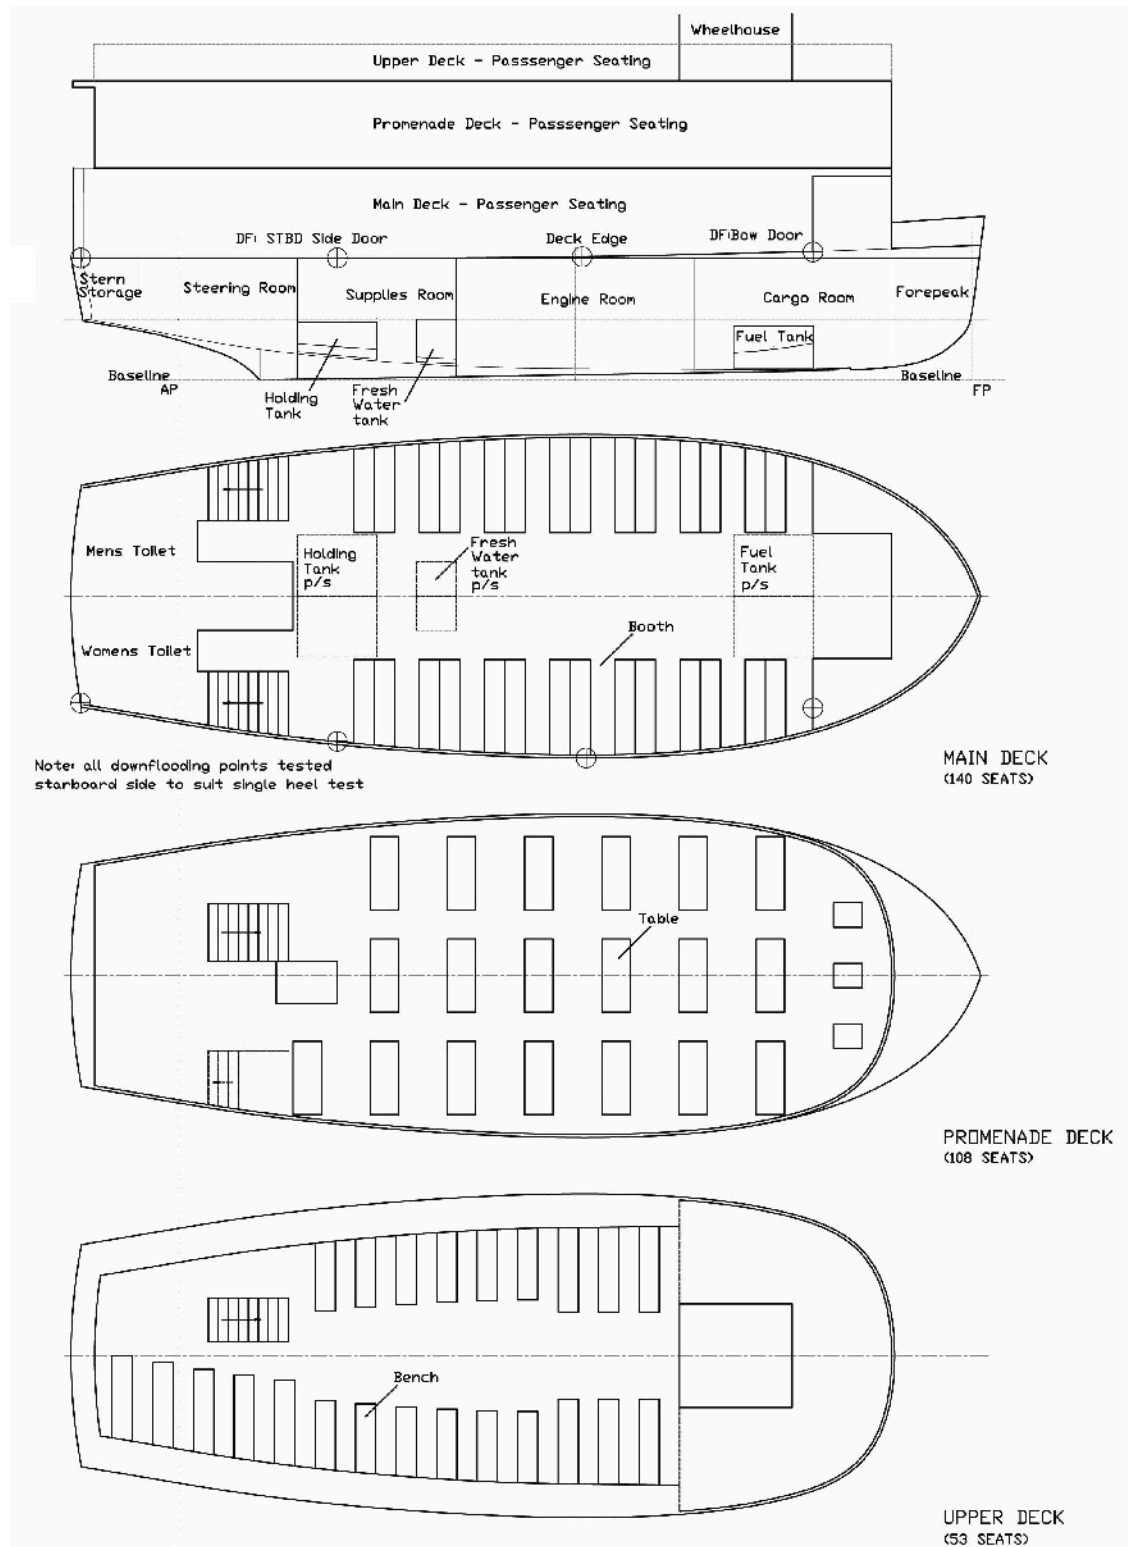 Wheelhouse
Upper Deck - Passsenger Seating
Promenade Deck - Passsenger Seating
Main Deck - Passenger Seating
DF: STBD Side Door
Deck Edge
DF:Bow Door
Stern
Storage
Steering Room
Supplies Room
Engine Room
Cargo Room
Forepeak
Fuel Tank
Baseline
AP
Holding
Tank
Fresh
Water
tank
Baseline
FP
Mens Toilet
Holding
Tank
p/s
Fresh
Water
tank
p/s
Fuel
Tank
p/s
Booth
Womens Toilet
Note: all downflooding points tested
starboard side to suit single heel test
MAIN DECK
(140 SEATS)
Table
PROMENADE DECK
(108 SEATS)
Bench
UPPER DECK
(53 SEATS)